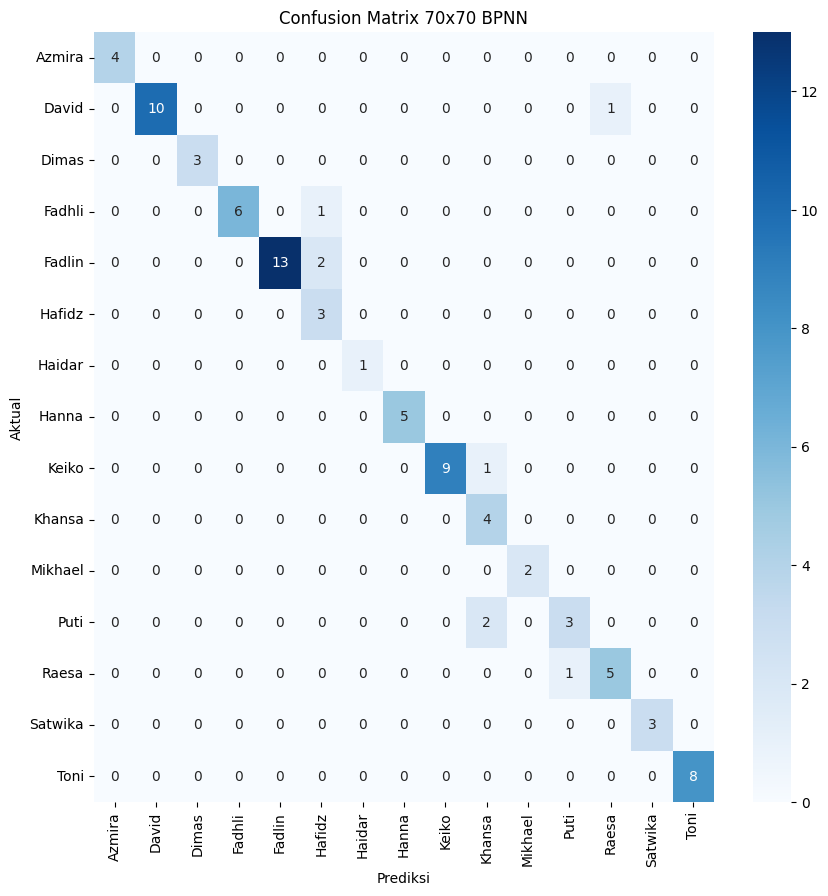 Confusion Matrix 70x70 BPNN
Azmira 4 0 0 0 0 0 0 0 0 0 0 0 0 0 0
David 0 10 0 0 0 0 0 0 0 0 0 0 1 0 0
Dimas 0 0 3 0 0 0 0 0 0 0 0 0 0 0 0
Fadhli 0 0 0 6 0 1 0 0 0 0 0 0 0 0 0
Fadlin 0 0 0 0 13 2 0 0 0 0 0 0 0 0 0
Hafidz 0 0 0 0 0 3 0 0 0 0 0 0 0 0 0
Haidar 0 0 0 0 0 0 1 0 0 0 0 0 0 0 0
Hanna 0 0 0 0 0 0 0 5 0 0 0 0 0 0 0
Keiko 0 0 0 0 0 0 0 0 9 1 0 0 0 0 0
Khansa 0 0 0 0 0 0 0 0 0 4 0 0 0 0 0
Mikhael 0 0 0 0 0 0 0 0 0 0 2 0 0 0 0
Puti 0 0 0 0 0 0 0 0 0 2 0 3 0 0 0
Raesa 0 0 0 0 0 0 0 0 0 0 0 1 5 0 0
Satwika 0 0 0 0 0 0 0 0 0 0 0 0 0 3 0
Toni 0 0 0 0 0 0 0 0 0 0 0 0 0 0 8
Aktual
Azmira David Dimas Fadhli Fadlin Hafidz Haidar Hanna Keiko Khansa Mikhael Puti Raesa Satwika Toni
Prediksi
12
10
8
6
4
2
0